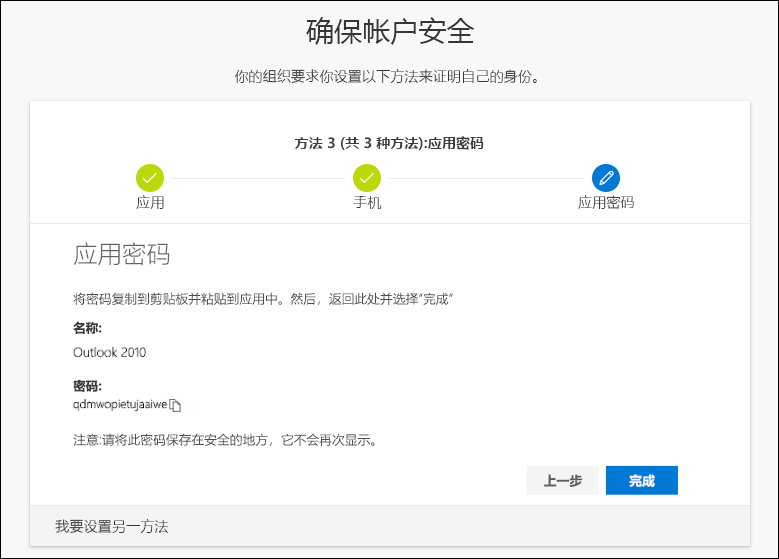 确保帐户安全
你的组织要求你设置以下方法来证明自己的身份。
方法 3 (共 3 种方法):应用密码
应用 手机 应用密码
应用密码
将密码复制到剪贴板并粘贴到应用中。然后，返回此处并选择“完成”
名称:
Outlook 2010
密码:
qdmwopietujaaiwe
注意:请将此密码保存在安全的地方，它不会再次显示。
上一步 完成
我要设置另一方法